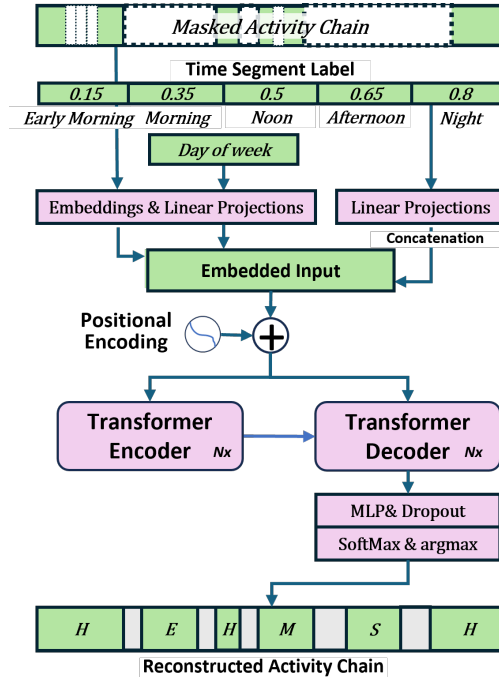 Masked Activity Chain
Time Segment Label
0.15 0.35 0.5 0.65 0.8
Early Morning Morning Noon Afternoon Night
Day of week
Embeddings & Linear Projections Linear Projections
Concatenation
Embedded Input
Positional
Encoding
+
Transformer
Encoder Nx
Transformer
Decoder Nx
MLP& Dropout
SoftMax & argmax
H E H M S H
Reconstructed Activity Chain